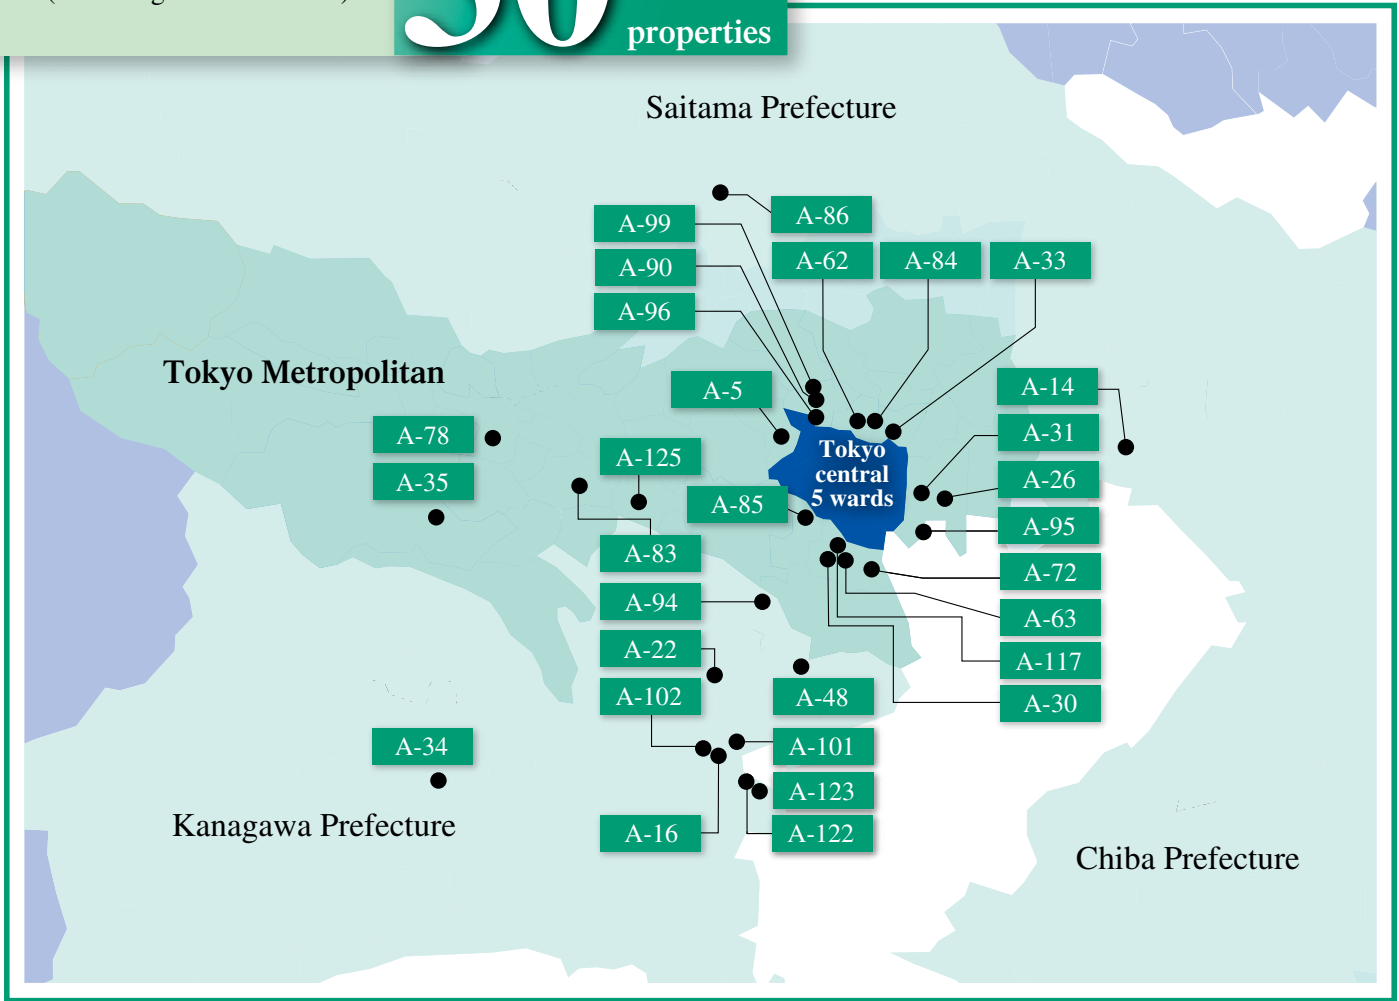 properties
Saitama Prefecture
A-86
A-99
A-62
A-84
A-33
A-90
A-96
Tokyo Metropolitan
A-5
A-14
A-78
A-31
Tokyo
central
5 wards
A-125
A-35
A-26
A-85
A-95
A-83
A-72
A-94
A-63
A-22
A-117
A-102
A-48
A-30
A-34
A-101
A-123
Kanagawa Prefecture
A-16
A-122
Chiba Prefecture